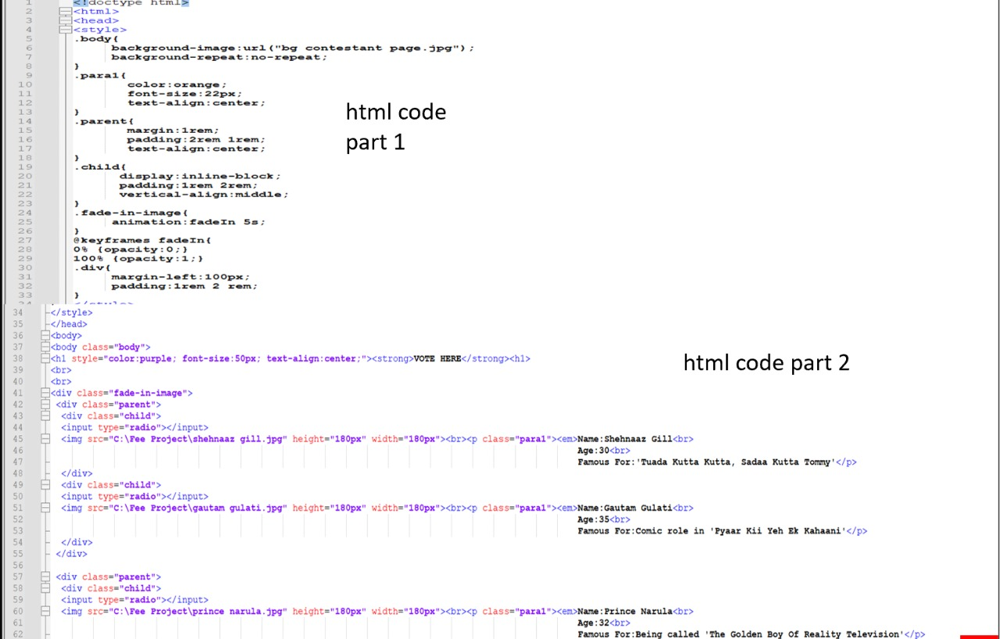 1 <!doctype html>
2 <html>
3 <head>
4 <style>
5 .body{
6 background-image:url("bg contestant page.jpg");
7 background-repeat:no-repeat;
8 }
9 .para1{
10 color:orange;
11 font-size:22px;
12 text-align:center;
13 }
14 .parent{
15 margin:1rem;
16 padding:2rem 1rem;
17 text-align:center;
18 }
19 .child{
20 display:inline-block;
21 padding:1rem 2rem;
22 vertical-align:middle;
23 }
24 .fade-in-image{
25 animation:fadeIn 5s;
26 }
27 @keyframes fadeIn{
28 0% {opacity:0;}
29 100% {opacity:1;}
30 .div{
31 margin-left:100px;
32 padding:1rem 2 rem;
33 }
34 </style>
html code
part 1
34 </style>
35 </head>
36 <body>
37 <body class="body">
38 <h1 style="color:purple; font-size:50px; text-align:center;"><strong>VOTE HERE</strong><h1>
39 <br>
40 <br>
41 <div class="fade-in-image">
42 <div class="parent">
43 <div class="child">
44 <input type="radio"></input>
45 <img src="C:\Fee Project\shehnaaz gill.jpg" height="180px" width="180px"><br><p class="para1"><em>Name:Shehnaaz Gill<br>
46 Age:30<br>
47 Famous For:'Tuada Kutta Kutta, Sadaa Kutta Tommy'</p>
48 </div>
49 <div class="child">
50 <input type="radio"></input>
51 <img src="C:\Fee Project\gautam gulati.jpg" height="180px" width="180px"><br><p class="para1"><em>Name:Gautam Gulati<br>
52 Age:35<br>
53 Famous For:Comic role in 'Pyaar Kii Yeh Ek Kahaani'</p>
54 </div>
55 </div>
56
57 <div class="parent">
58 <div class="child">
59 <input type="radio"></input>
60 <img src="C:\Fee Project\prince narula.jpg" height="180px" width="180px"><br><p class="para1"><em>Name:Prince Narula<br>
61 Age:32<br>
62 Famous For:Being called 'The Golden Boy Of Reality Television'</p>
html code part 2